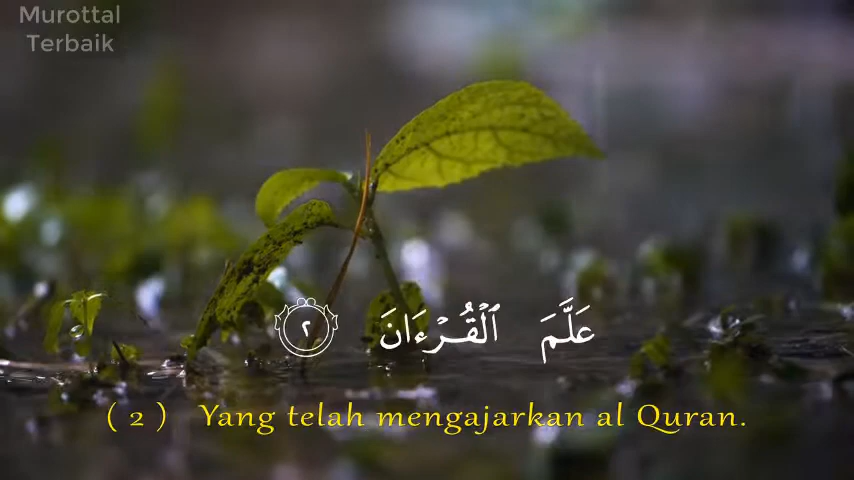 Murottal
Terbaik
عَلَّمَ ٱلْقُرْءَانَ ٢
( 2 ) Yang telah mengajarkan al Quran.